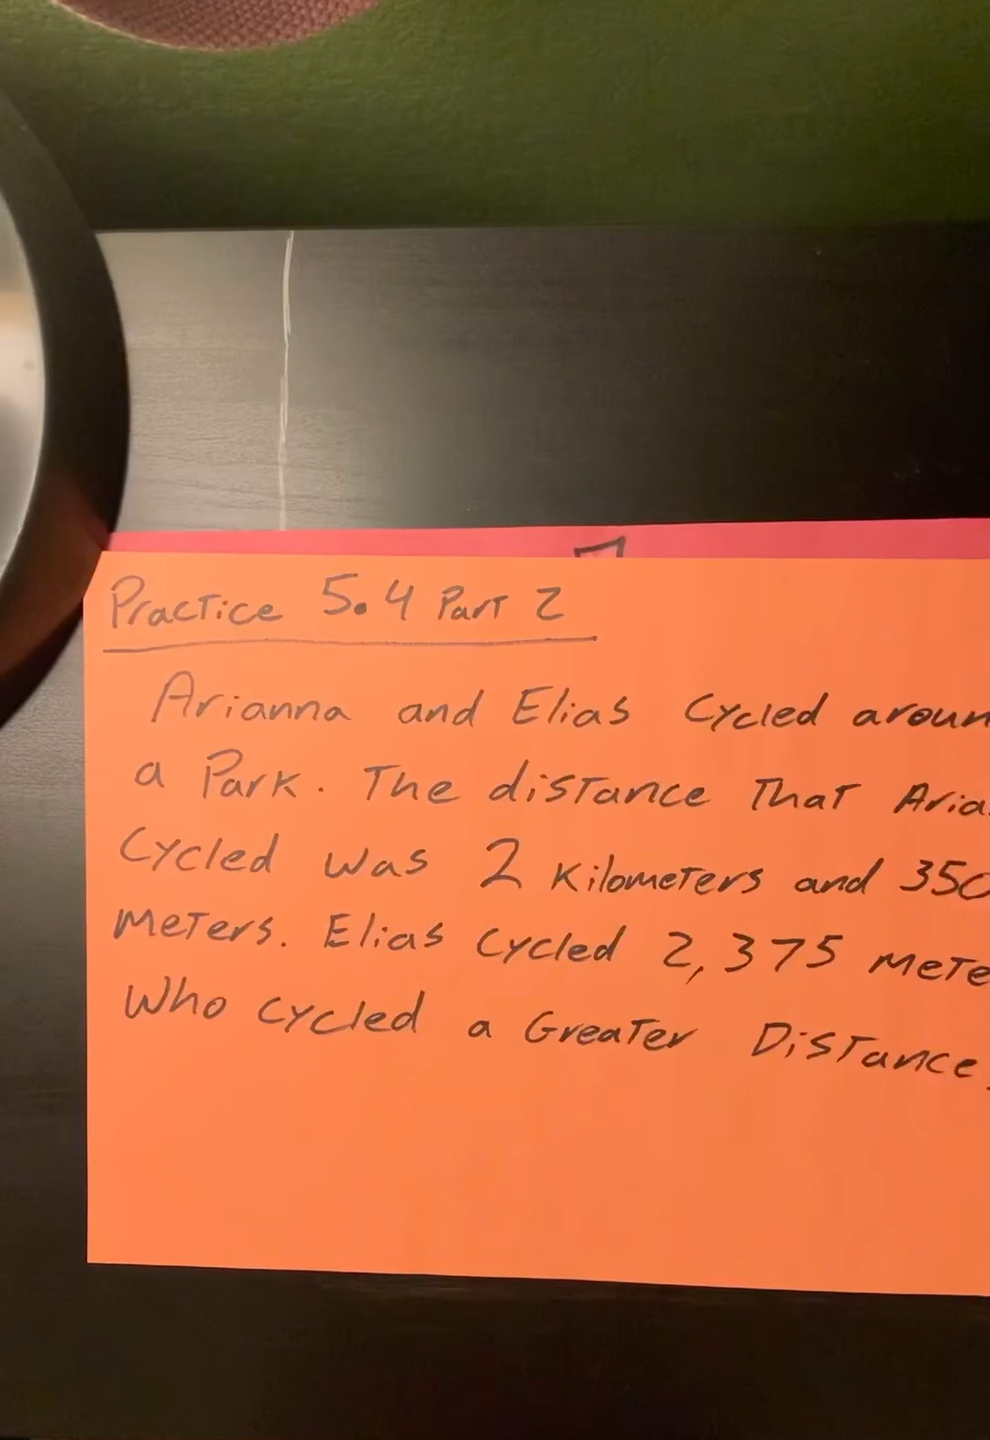 Practice 5.4 Part 2
Arianna and Elias Cycled aroun
a Park. The distance That Aria
Cycled was 2 Kilometers and 350
meters. Elias Cycled 2,375 mete
Who cycled a Greater Distance